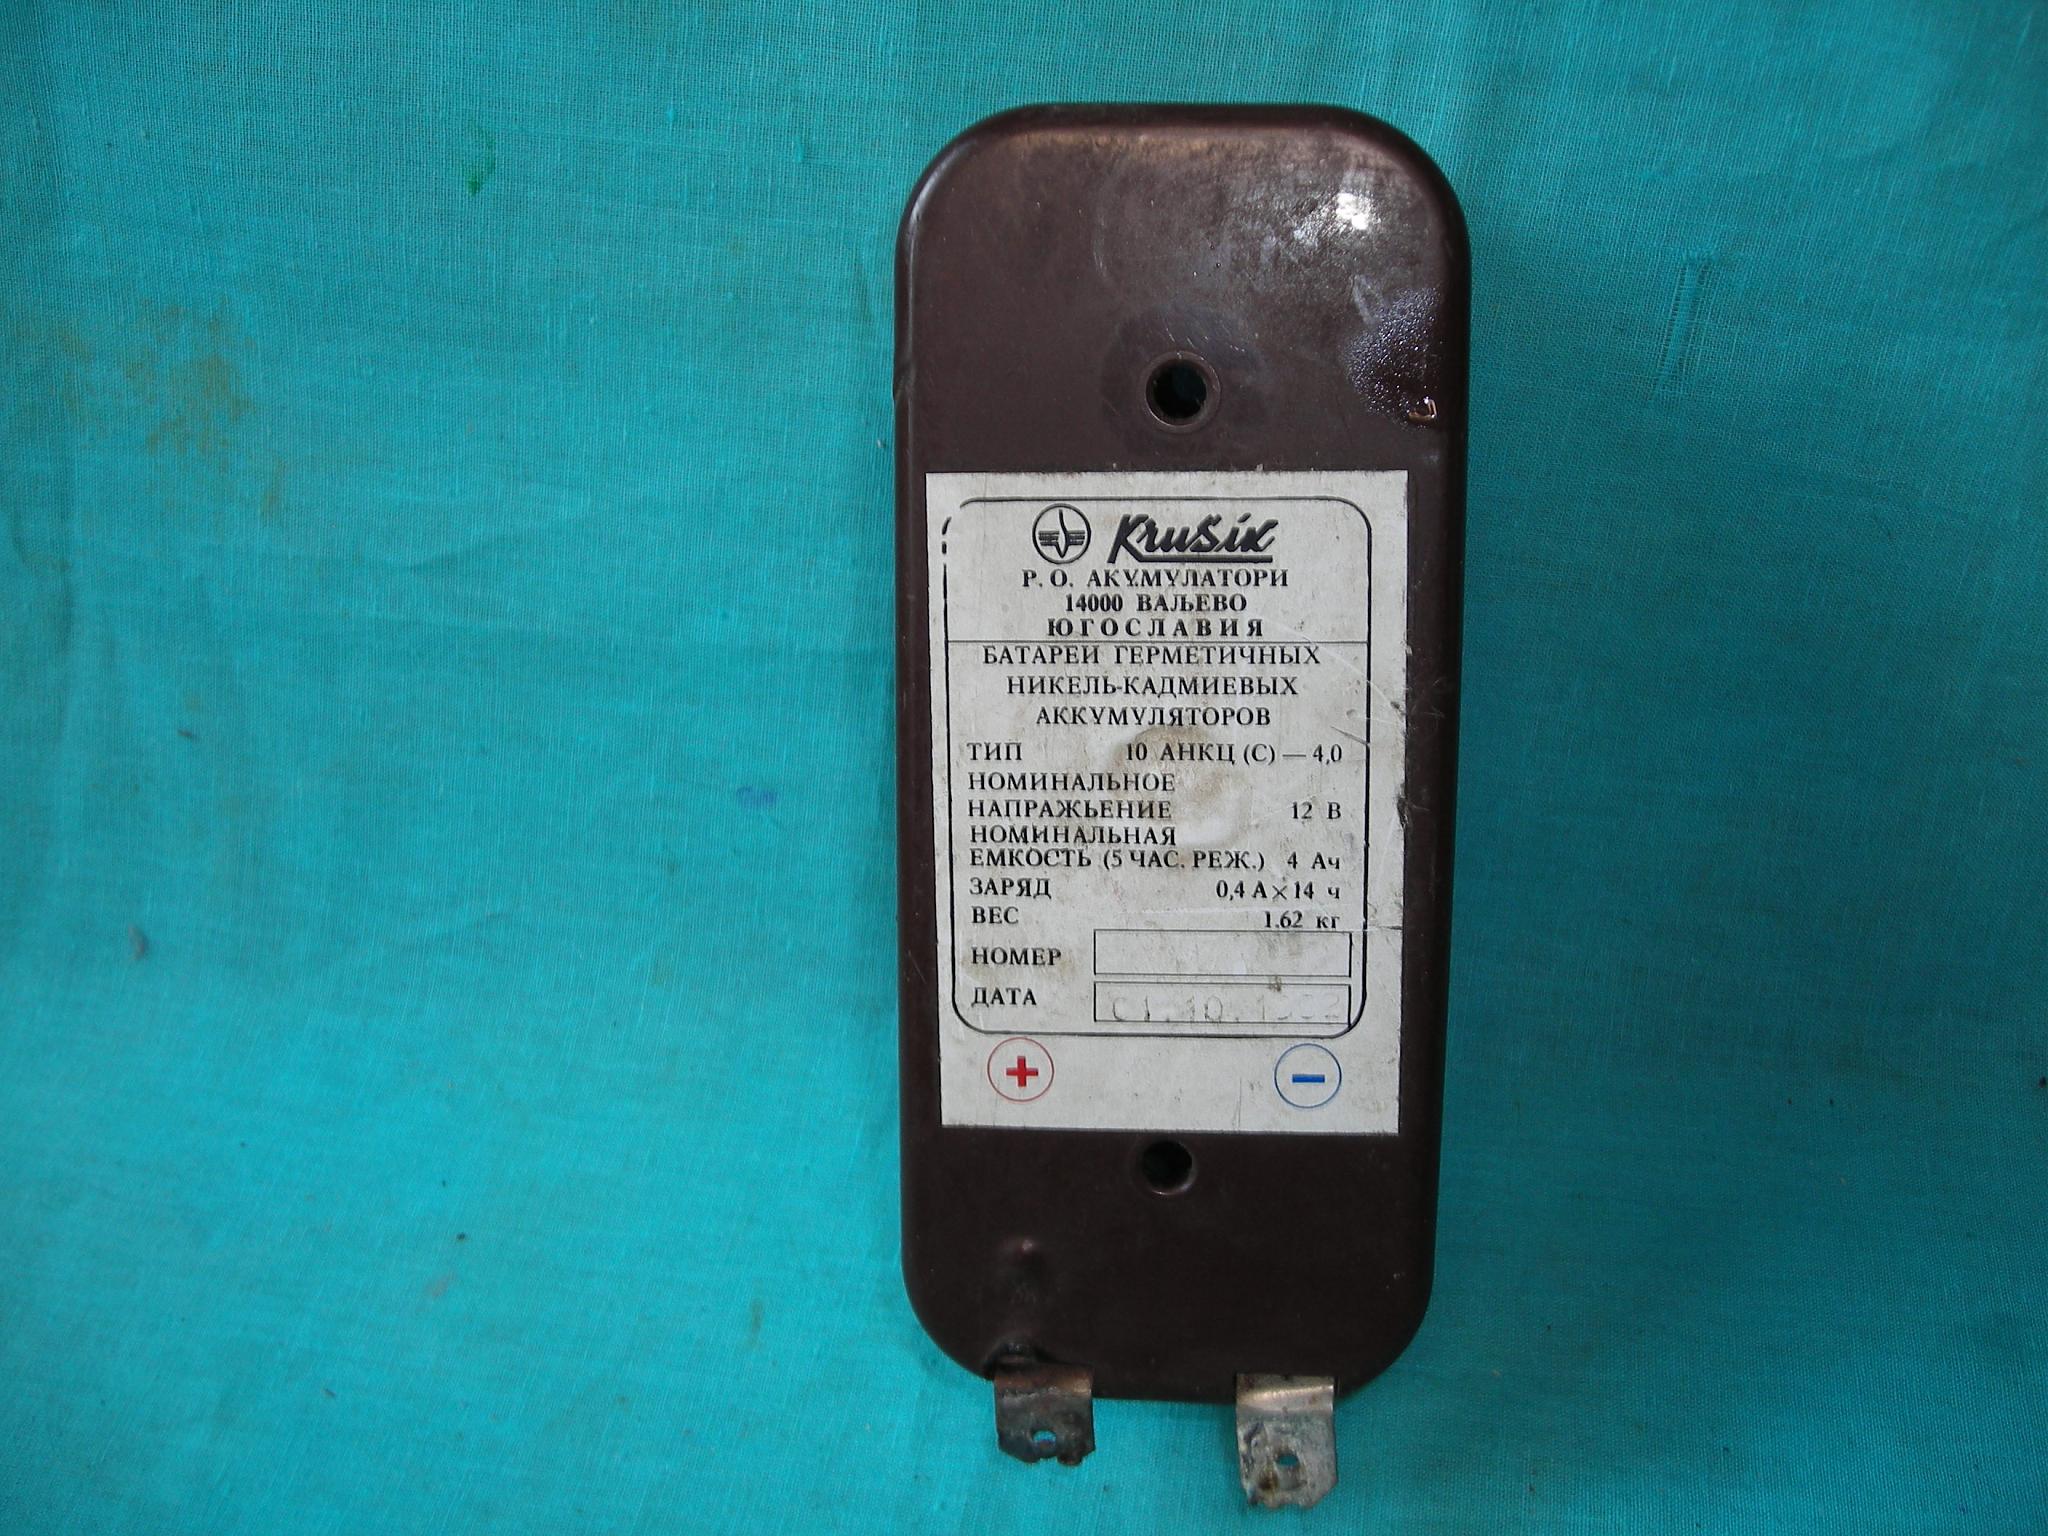 Krušik
Р. О. АКУМУЛАТОРИ
14000 ВАЉЕВО
ЮГОСЛАВИЯ
БАТАРЕИ ГЕРМЕТИЧНЫХ
НИКЕЛЬ-КАДМИЕВЫХ
АККУМУЛЯТОРОВ
ТИП 10 АНКЦ (С) — 4,0
НОМИНАЛЬНОЕ
НАПРАЖЬЕНИЕ 12 В
НОМИНАЛЬНАЯ
ЕМКОСТЬ (5 ЧАС. РЕЖ.) 4 Ач
ЗАРЯД 0,4 А × 14 ч
ВЕС 1.62 кг
НОМЕР
ДАТА
+ −